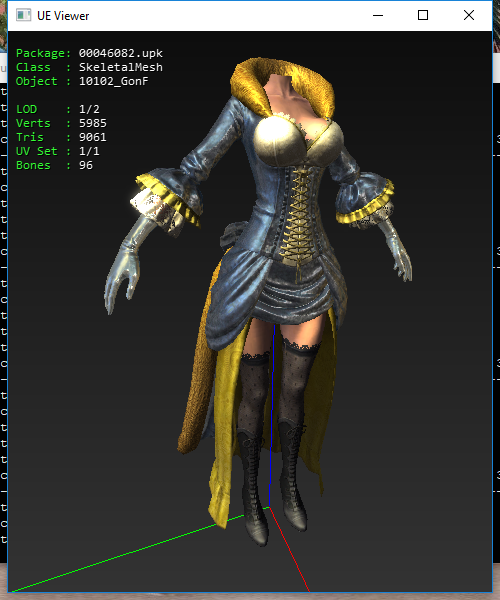 UE Viewer
Package: 00046082.upk
Class : SkeletalMesh
Object : 10102_GonF
LOD : 1/2
Verts : 5985
Tris : 9061
UV Set : 1/1
Bones : 96